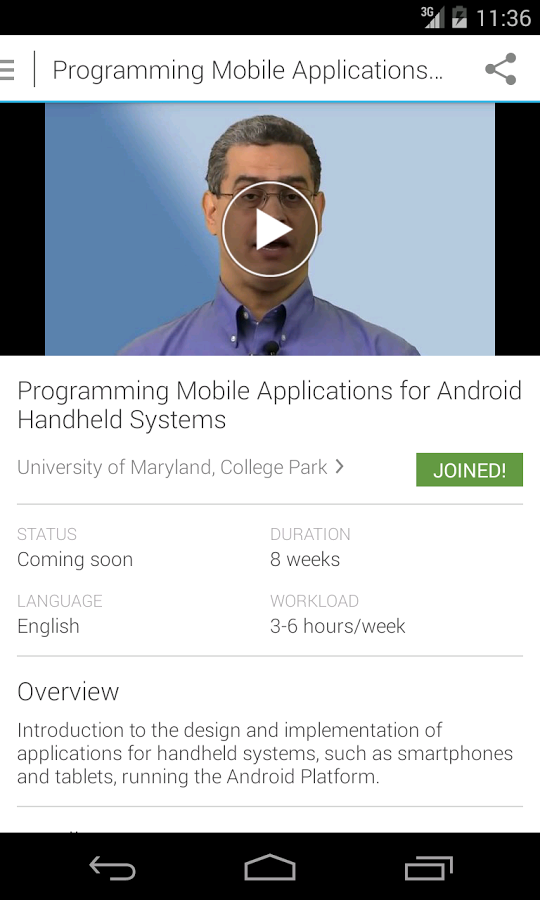 3G 11:36
Programming Mobile Applications...
Programming Mobile Applications for Android
Handheld Systems
University of Maryland, College Park
JOINED!
STATUS
Coming soon
DURATION
8 weeks
LANGUAGE
English
WORKLOAD
3-6 hours/week
Overview
Introduction to the design and implementation of
applications for handheld systems, such as smartphones
and tablets, running the Android Platform.